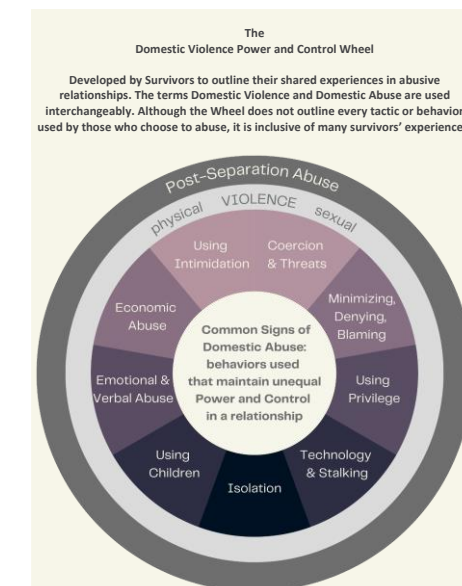 The
Domestic Violence Power and Control Wheel
Developed by Survivors to outline their shared experiences in abusive
relationships. The terms Domestic Violence and Domestic Abuse are used
interchangeably. Although the Wheel does not outline every tactic or behavior
used by those who choose to abuse, it is inclusive of many survivors’ experience
Post-Separation Abuse
physical VIOLENCE sexual
Using
Intimidation
Coercion
& Threats
Minimizing,
Denying,
Blaming
Using
Privilege
Technology
& Stalking
Isolation
Using
Children
Emotional &
Verbal Abuse
Economic
Abuse
Common Signs of
Domestic Abuse:
behaviors used
that maintain unequal
Power and Control
in a relationship